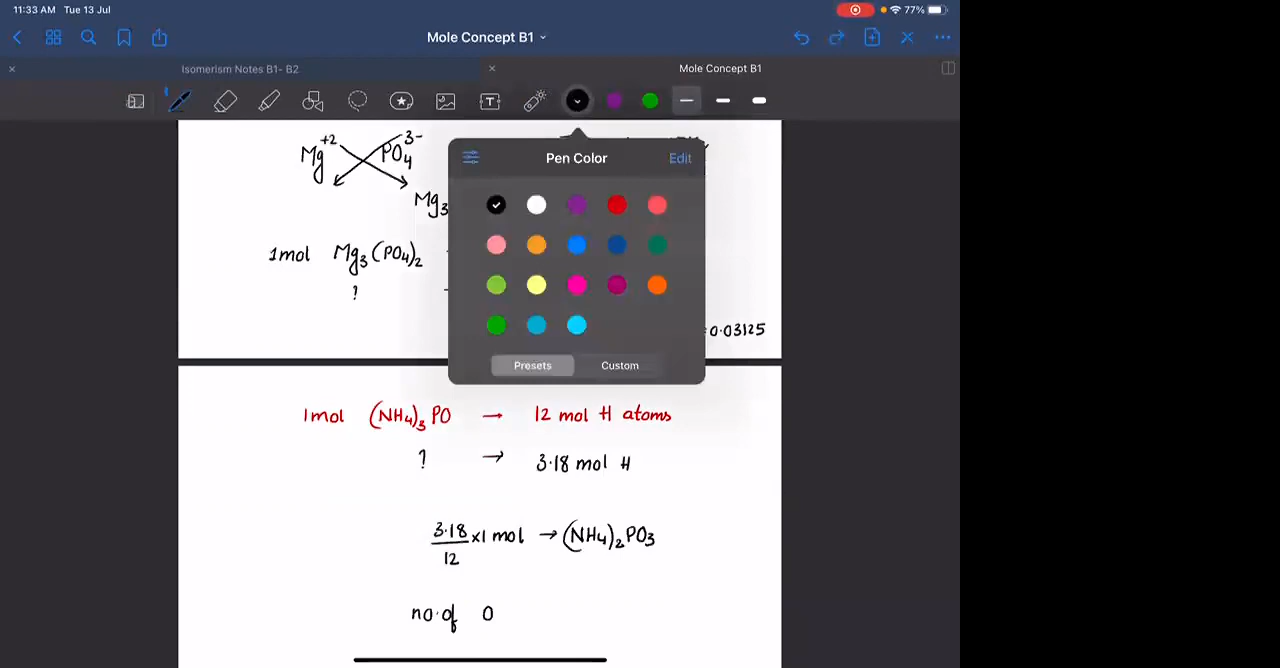 11:33 AM Tue 13 Jul
77%
Mole Concept B1
Isomerism Notes B1- B2
Mole Concept B1
Mg+2 PO4 3-
Mg3
1mol Mg3(PO4)2
?
Pen Color
Edit
Presets
Custom
=0.03125
1mol (NH4)3PO → 12 mol H atoms
? → 3.18 mol H
3.18/12 ×1 mol → (NH4)2PO3
no.of O